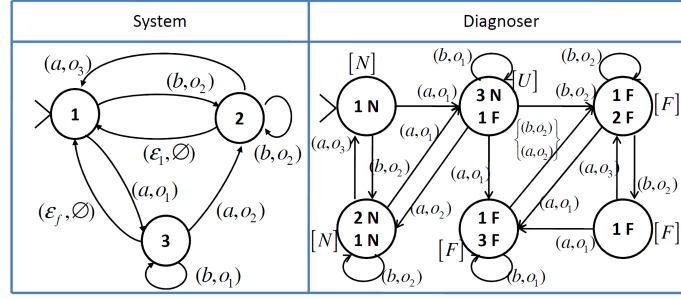 System
Diagnoser
(a,o₃)
(b,o₂)
1
2
(ε₁,∅)
(b,o₂)
(a,o₁)
(ε_f,∅)
(a,o₂)
3
(b,o₁)
[N]
1 N
(a,o₁)
(b,o₁)
3 N
1 F
[U]
(b,o₂)
(b,o₂)
1 F
2 F
[F]
{(b,o₂)
(a,o₂)}
(a,o₁)
(a,o₃)
(b,o₂)
(a,o₂)
(a,o₁)
(a,o₁)
(a,o₃)
(b,o₂)
2 N
1 N
[N]
(b,o₂)
1 F
3 F
[F]
(b,o₁)
(a,o₁)
1 F
[F]